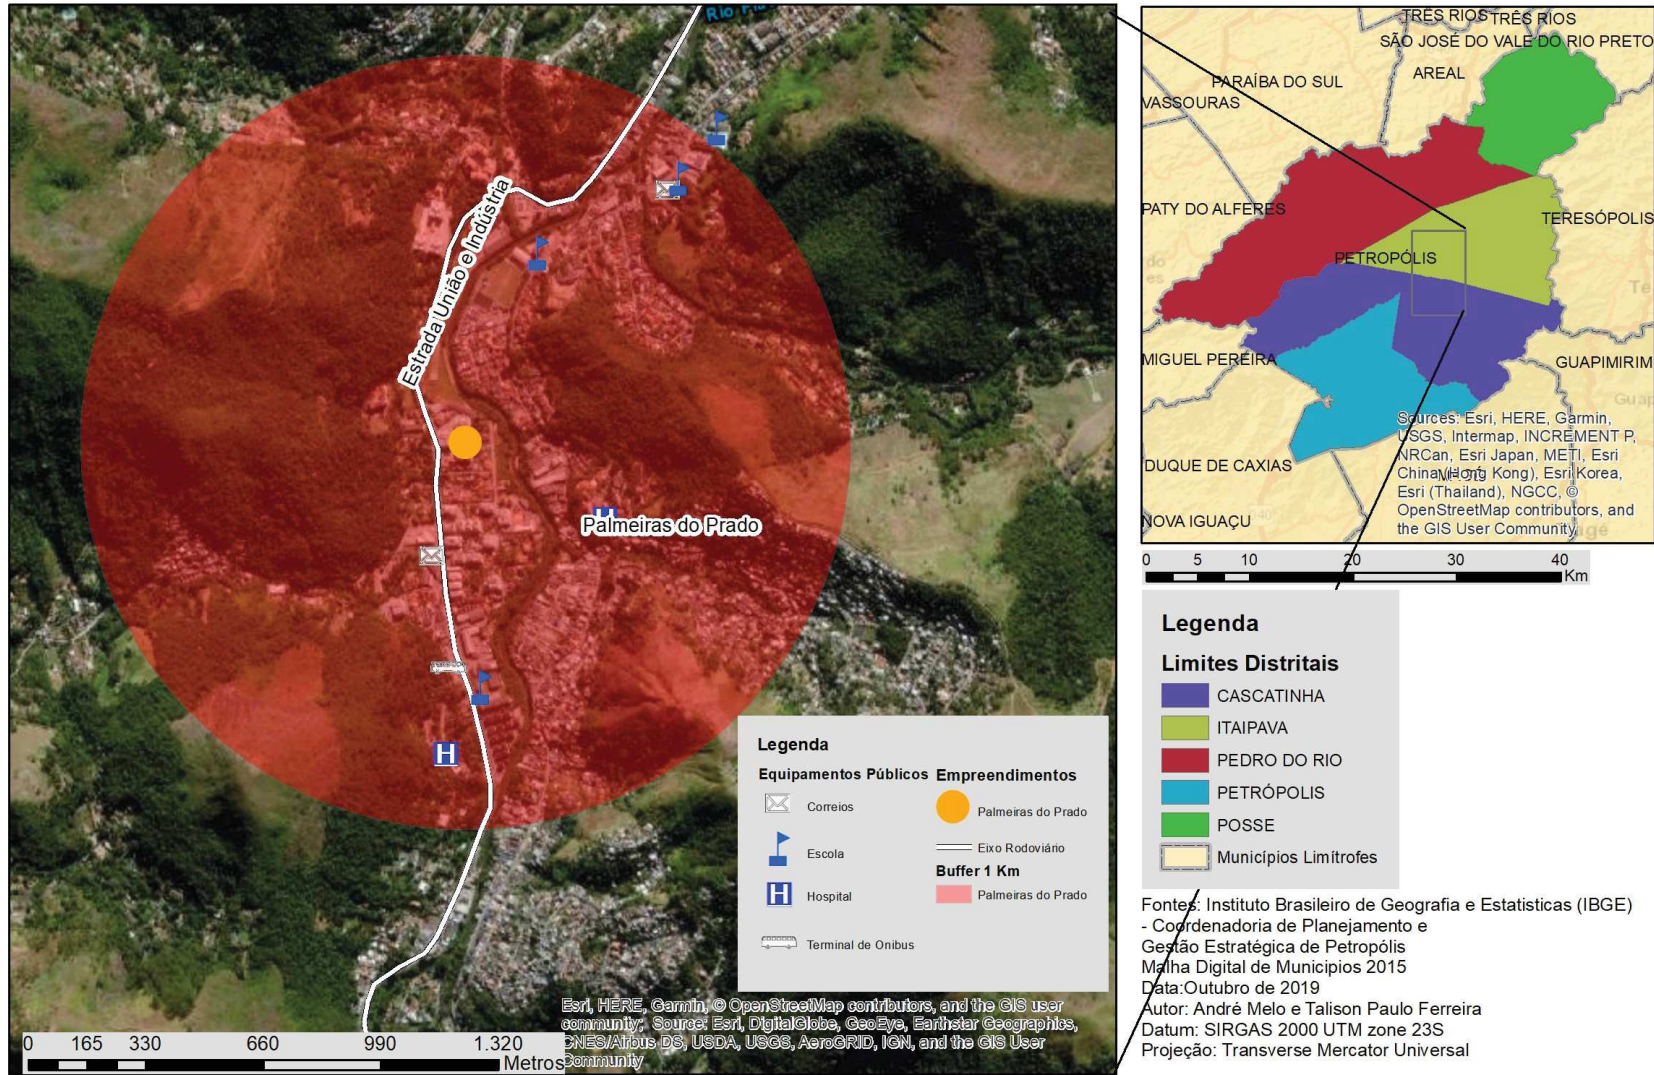 Estrada União e Indústria
Palmeiras do Prado
H
H
Legenda
Equipamentos Públicos
Correios
Escola
H
Hospital
Terminal de Onibus
Empreendimentos
Palmeiras do Prado
Eixo Rodoviário
Buffer 1 Km
Palmeiras do Prado
Esri, HERE, Garmin, © OpenStreetMap contributors, and the GIS user
community; Source: Esri, DigitalGlobe, GeoEye, Earthstar Geographics,
CNES/Airbus DS, USDA, USGS, AeroGRID, IGN, and the GIS User
Community
0 165 330 660 990 1.320
Metros
TRÊS RIOS
TRÊS RIOS
SÃO JOSÉ DO VALE DO RIO PRETO
AREAL
PARAÍBA DO SUL
VASSOURAS
PATY DO ALFERES
TERESÓPOLIS
PETROPÓLIS
MIGUEL PEREIRA
GUAPIMIRIM
DUQUE DE CAXIAS
NOVA IGUAÇU
Sources: Esri, HERE, Garmin,
USGS, Intermap, INCREMENT P,
NRCan, Esri Japan, METI, Esri
China (Hong Kong), Esri Korea,
Esri (Thailand), NGCC, ©
OpenStreetMap contributors, and
the GIS User Community
0 5 10 20 30 40
Km
Legenda
Limites Distritais
CASCATINHA
ITAIPAVA
PEDRO DO RIO
PETRÓPOLIS
POSSE
Municípios Limítrofes
Fontes: Instituto Brasileiro de Geografia e Estatisticas (IBGE)
- Coordenadoria de Planejamento e
Gestão Estratégica de Petropólis
Malha Digital de Municipios 2015
Data:Outubro de 2019
Autor: André Melo e Talison Paulo Ferreira
Datum: SIRGAS 2000 UTM zone 23S
Projeção: Transverse Mercator Universal